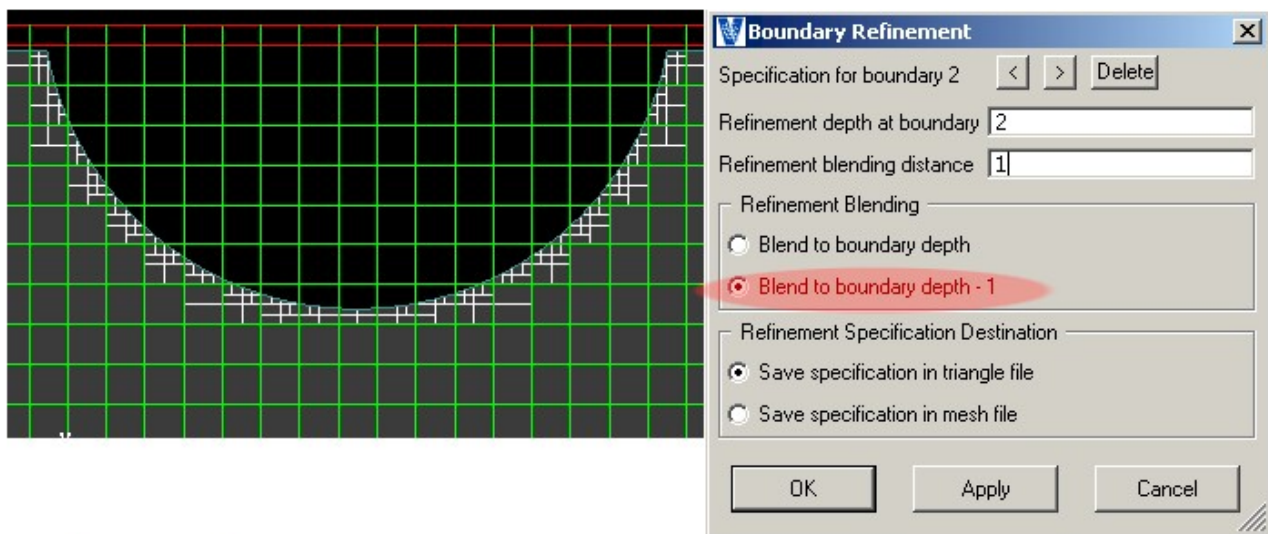 Boundary Refinement
Specification for boundary 2 < > Delete
Refinement depth at boundary 2
Refinement blending distance 1
Refinement Blending
Blend to boundary depth
Blend to boundary depth - 1
Refinement Specification Destination
Save specification in triangle file
Save specification in mesh file
OK Apply Cancel